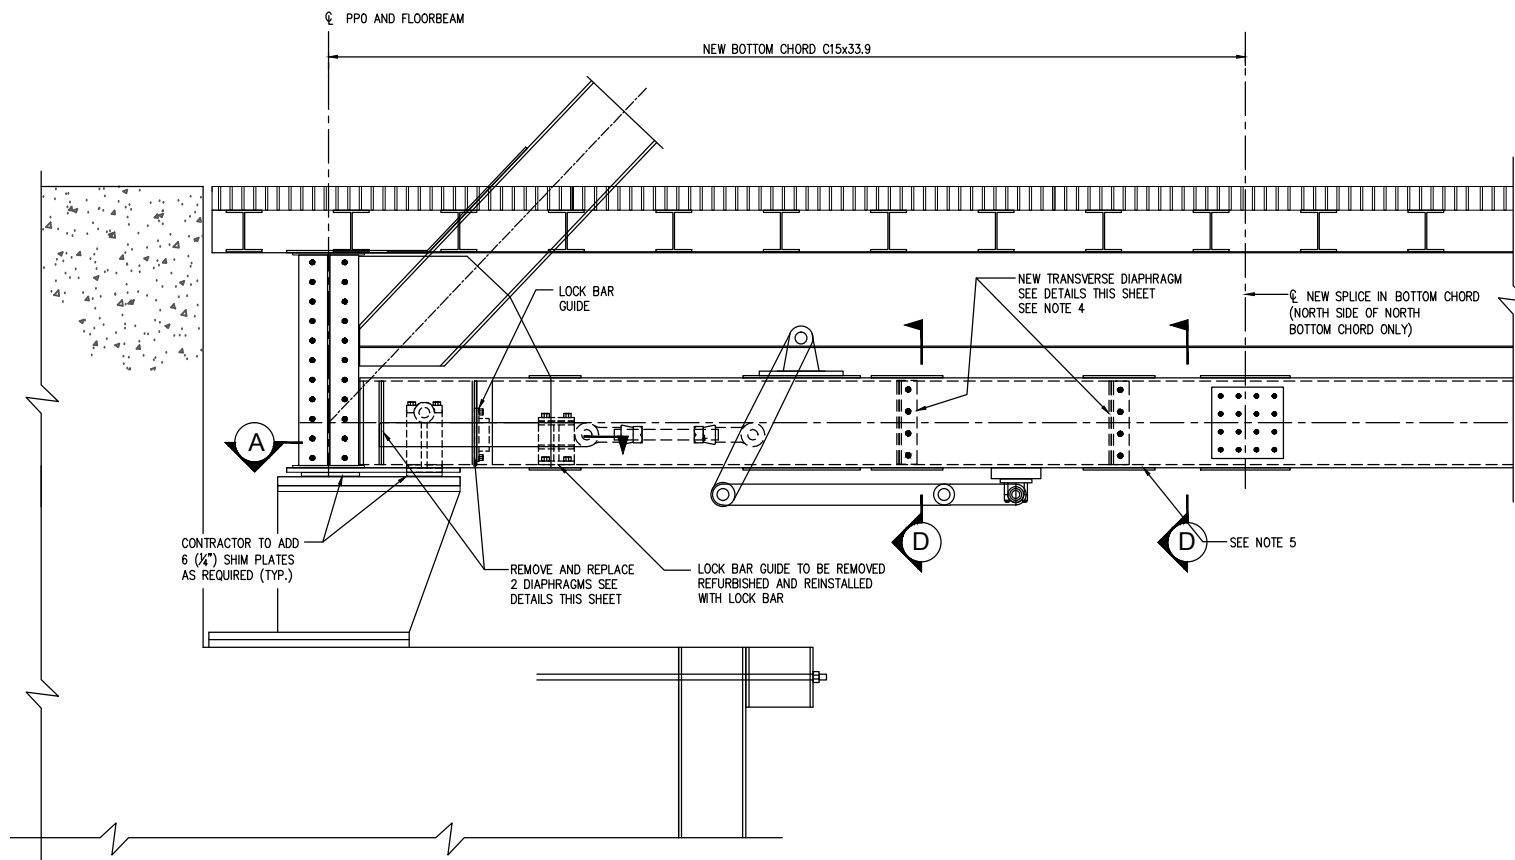 ℄ PPO AND FLOORBEAM
NEW BOTTOM CHORD C15x33.9
LOCK BAR
GUIDE
NEW TRANSVERSE DIAPHRAGM
SEE DETAILS THIS SHEET
SEE NOTE 4
℄ NEW SPLICE IN BOTTOM CHORD
(NORTH SIDE OF NORTH
BOTTOM CHORD ONLY)
A
CONTRACTOR TO ADD
6 (¼") SHIM PLATES
AS REQUIRED (TYP.)
REMOVE AND REPLACE
2 DIAPHRAGMS SEE
DETAILS THIS SHEET
LOCK BAR GUIDE TO BE REMOVED
REFURBISHED AND REINSTALLED
WITH LOCK BAR
D
D
SEE NOTE 5